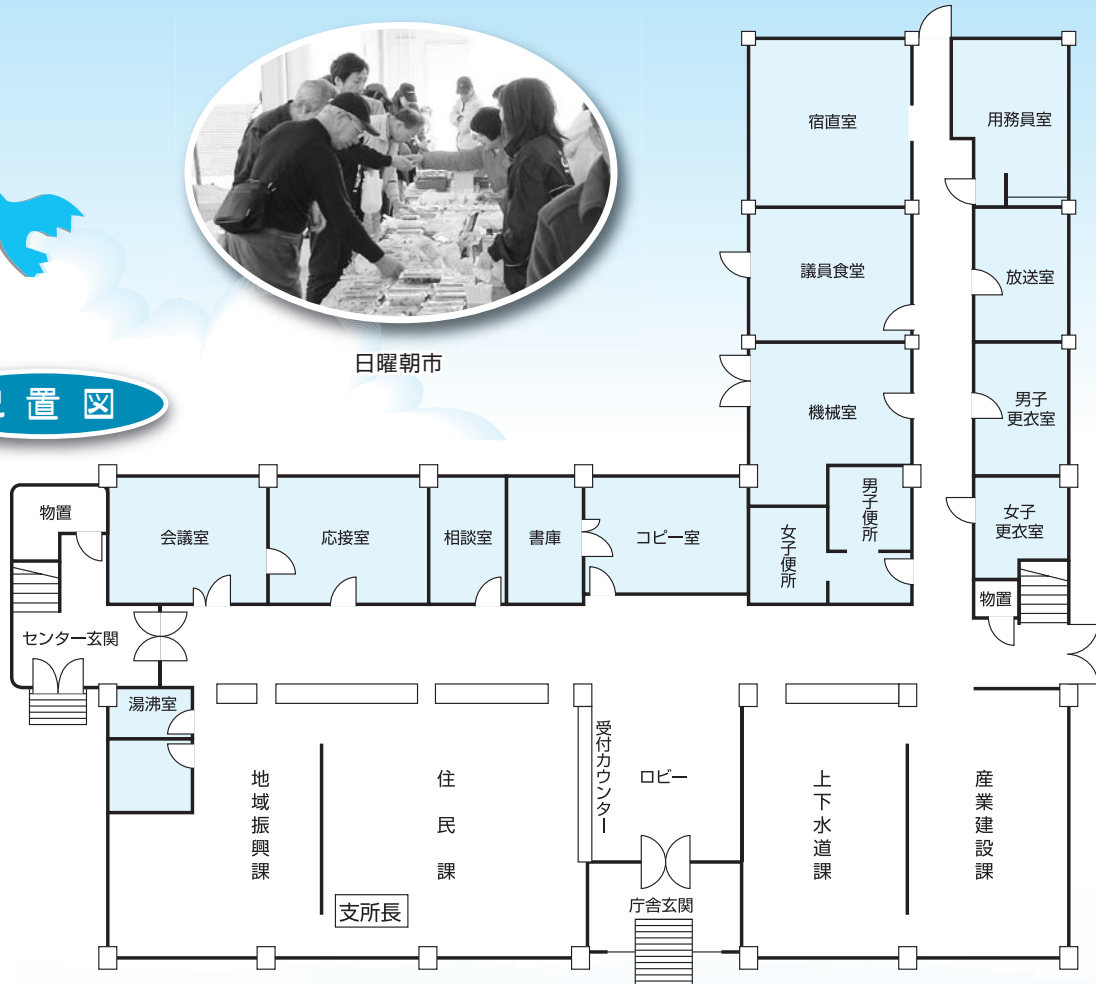 日曜朝市
置図
宿直室
用務員室
議員食堂
放送室
機械室
男子
更衣室
女子
更衣室
物置
会議室
応接室
相談室
書庫
コピー室
女子便所
男子便所
物置
センター玄関
湯沸室
地域振興課
住民課
受付カウンター
ロビー
上下水道課
産業建設課
支所長
庁舎玄関